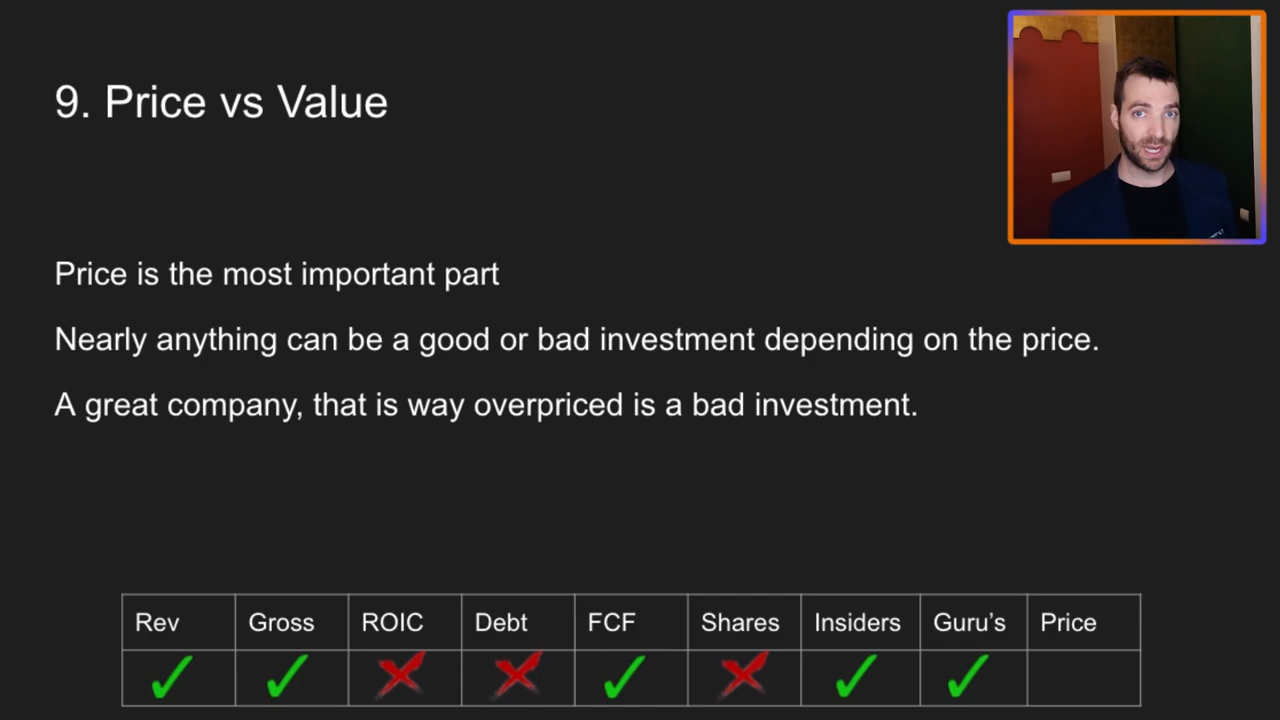 9. Price vs Value
Price is the most important part
Nearly anything can be a good or bad investment depending on the price.
A great company, that is way overpriced is a bad investment.
Rev Gross ROIC Debt FCF Shares Insiders Guru's Price